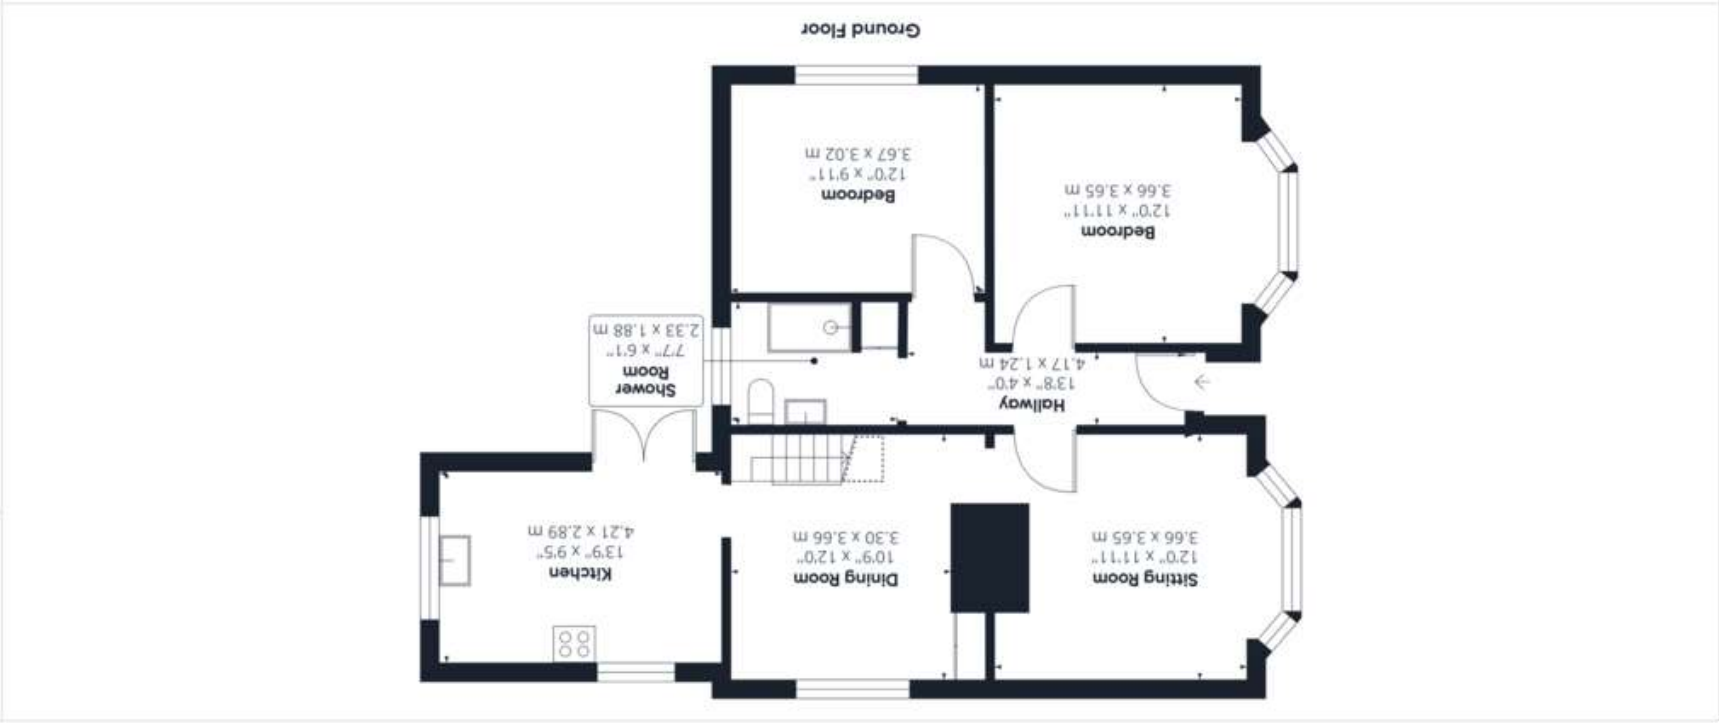 Sitting Room
12'0" x 11'11"
3.66 x 3.65 m
Dining Room
10'9" x 12'0"
3.30 x 3.66 m
Kitchen
13'9" x 9'5"
4.21 x 2.89 m
Hallway
13'8" x 4'0"
4.17 x 1.24 m
Shower
Room
7'7" x 6'1"
2.33 x 1.88 m
Bedroom
12'0" x 11'11"
3.66 x 3.65 m
Bedroom
12'0" x 9'11"
3.67 x 3.02 m
Ground Floor